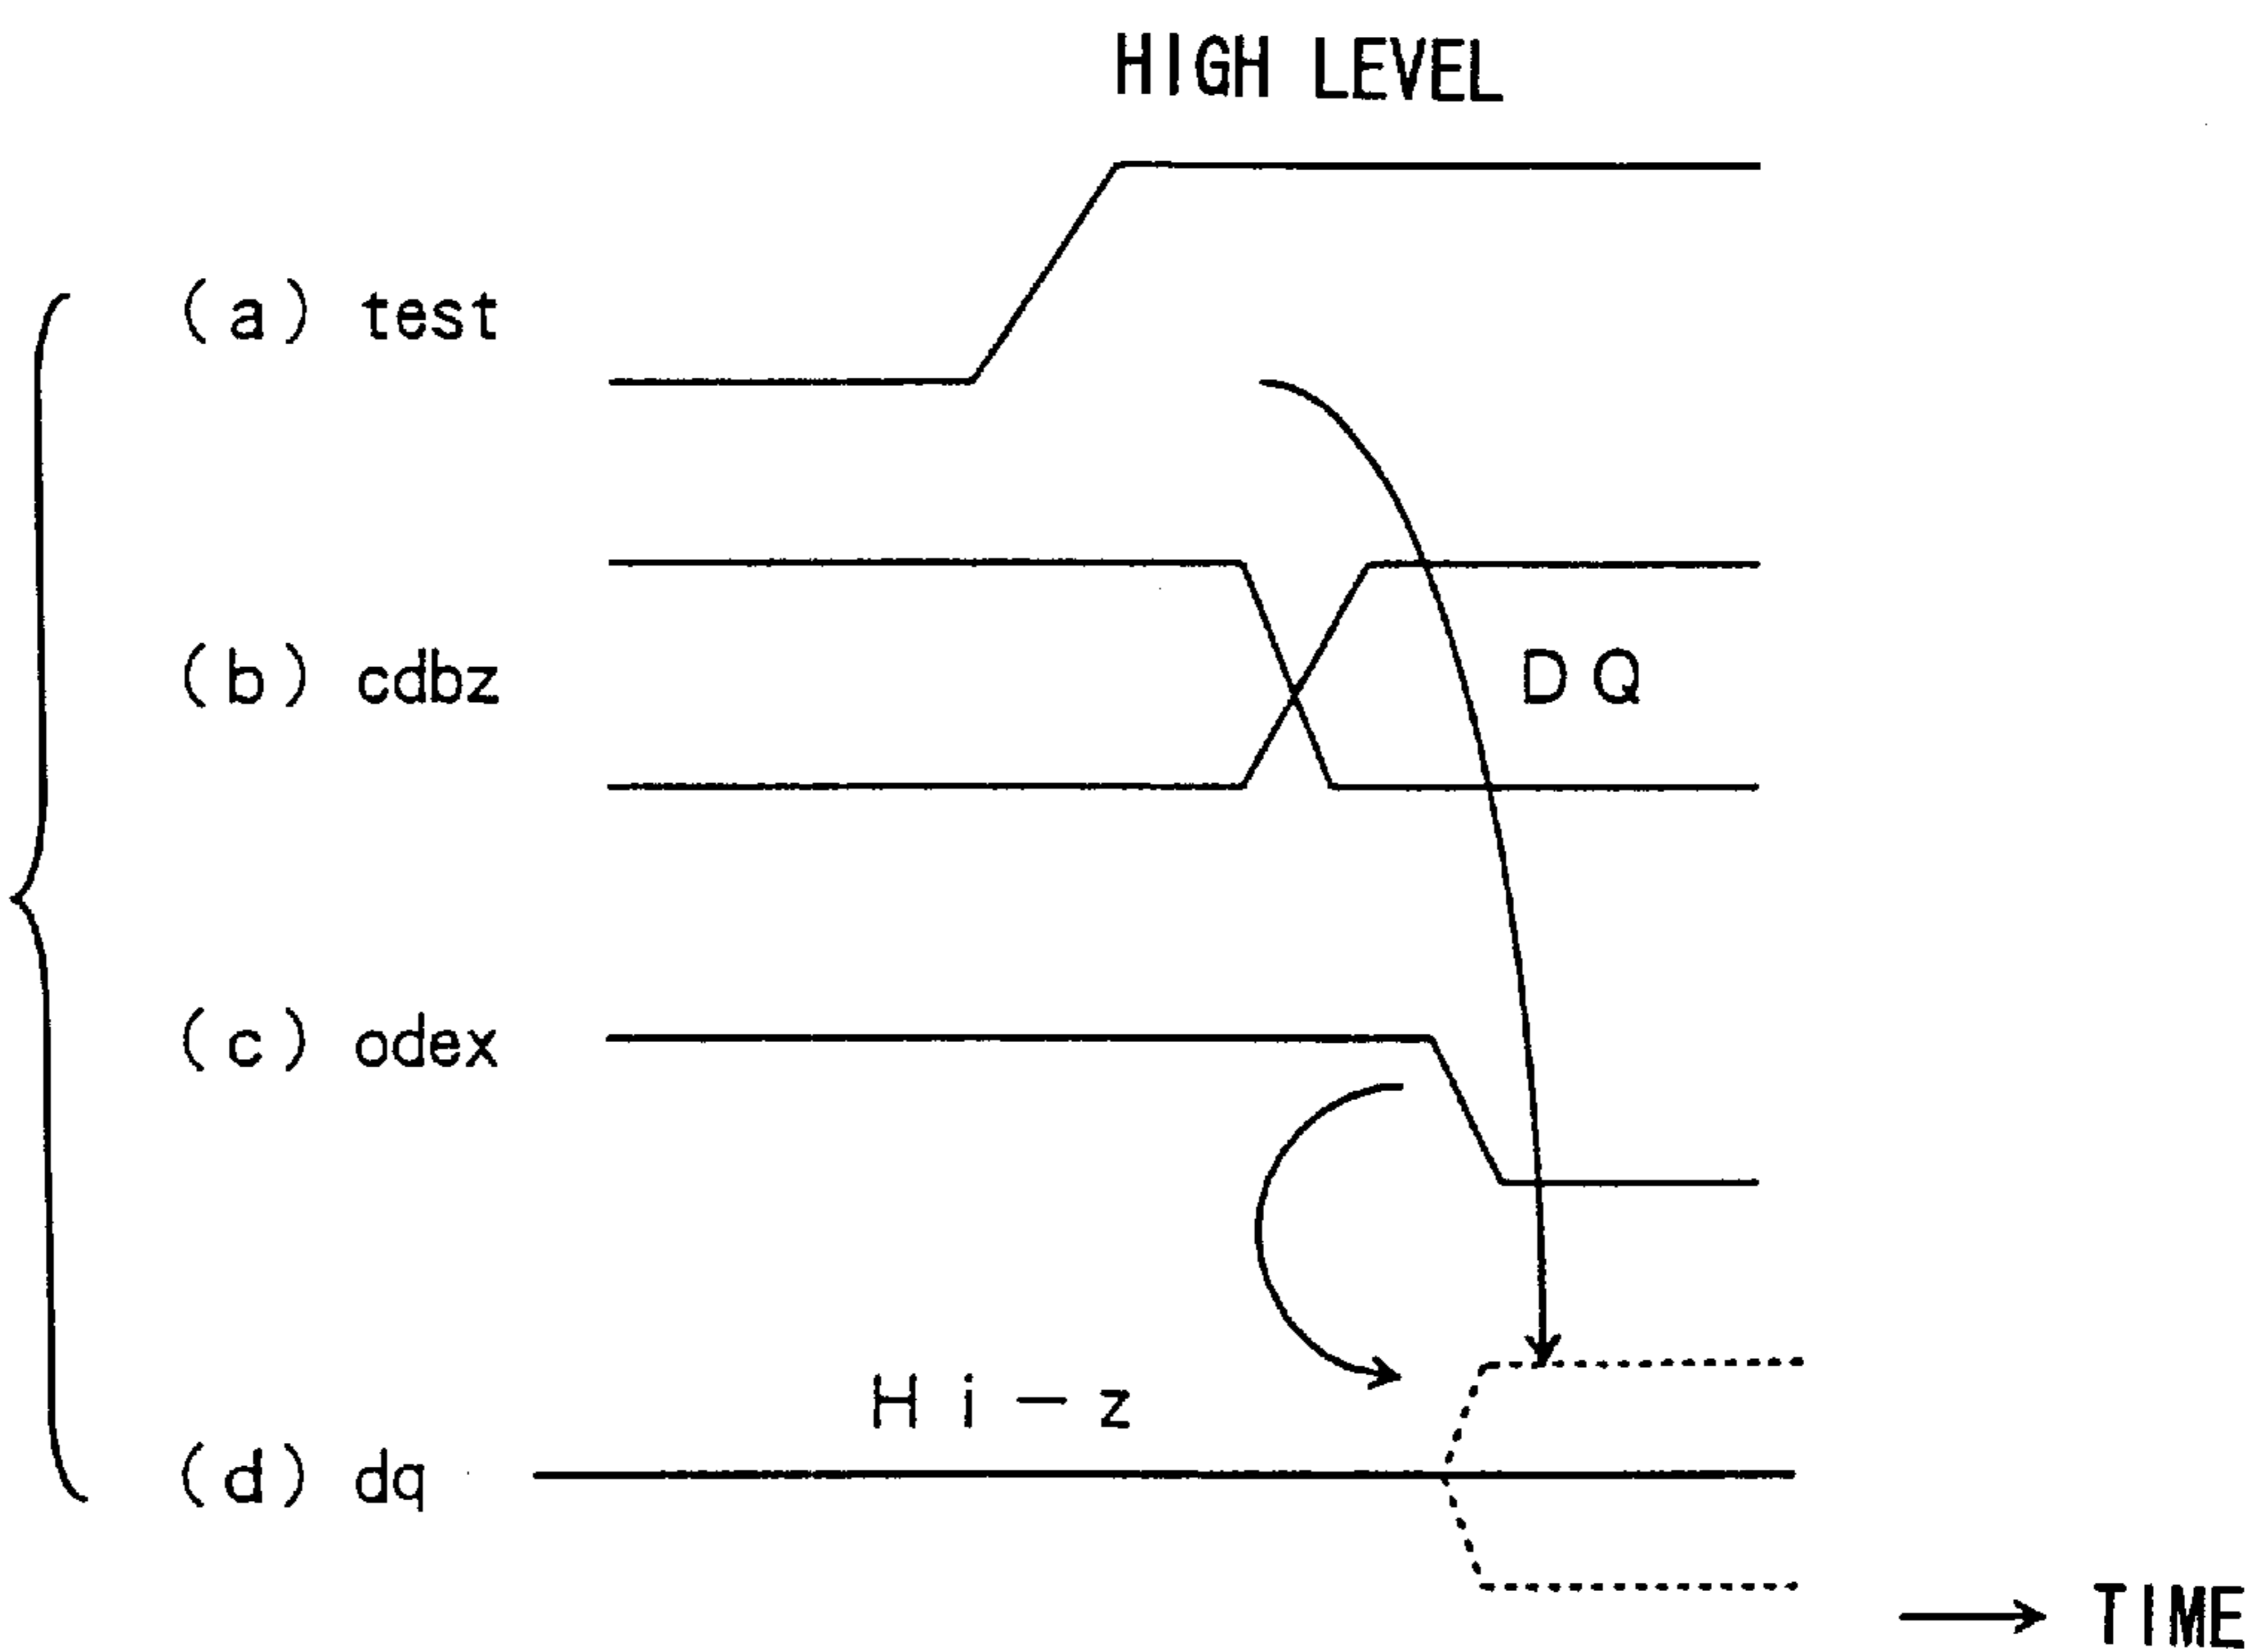 HIGH LEVEL
(a) test
(b) cdbz
DQ
(c) odex
Hi-z
(d) dq
TIME